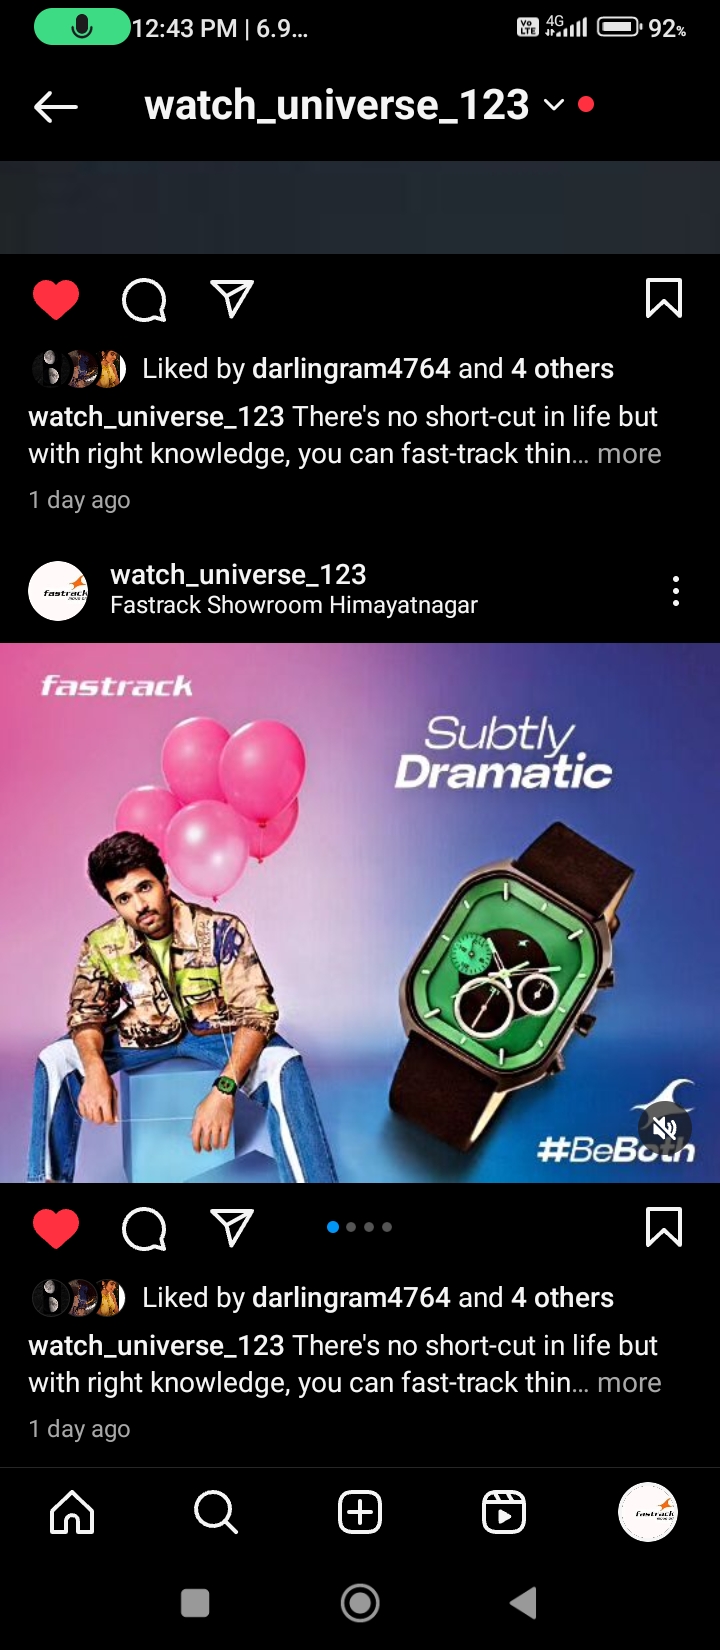 12:43 PM | 6.9...
Vo LTE 4G 92%
watch_universe_123
Liked by darlingram4764 and 4 others
watch_universe_123 There's no short-cut in life but
with right knowledge, you can fast-track thin... more
1 day ago
watch_universe_123
fastrack
Fastrack Showroom Himayatnagar
fastrack
Subtly
Dramatic
#BeBoth
Liked by darlingram4764 and 4 others
watch_universe_123 There's no short-cut in life but
with right knowledge, you can fast-track thin... more
1 day ago
fastrack